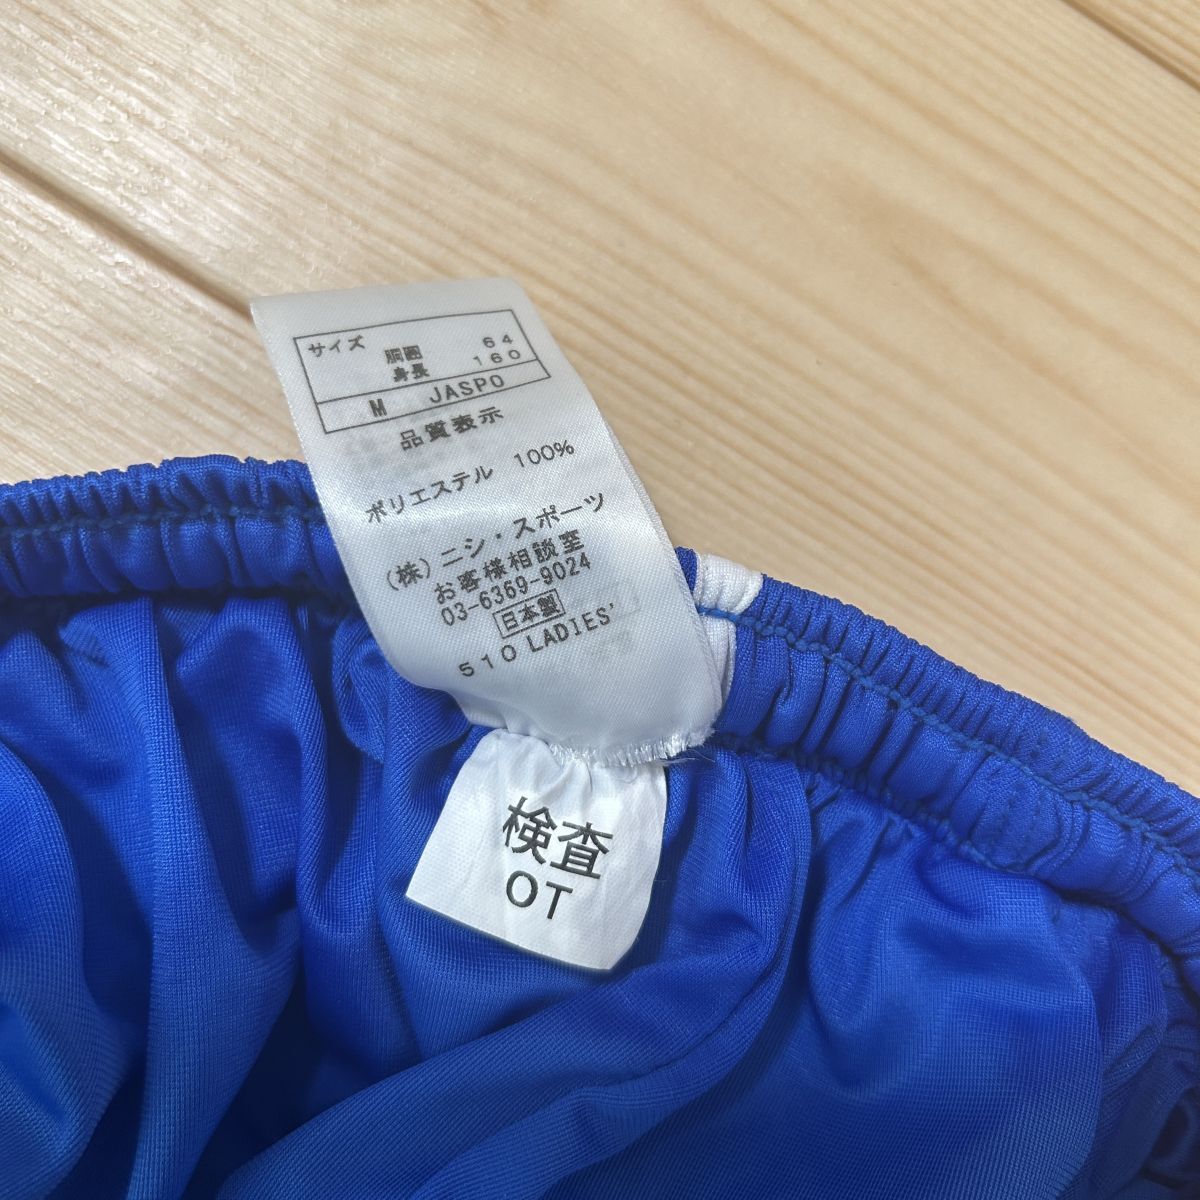 サイズ 胴囲 64
身長 160
M JASPO
品質表示
ポリエステル 100%
(株)ニシ・スポーツ
お客様相談室
03-6369-9024
日本製
510 LADIES'
検査
OT